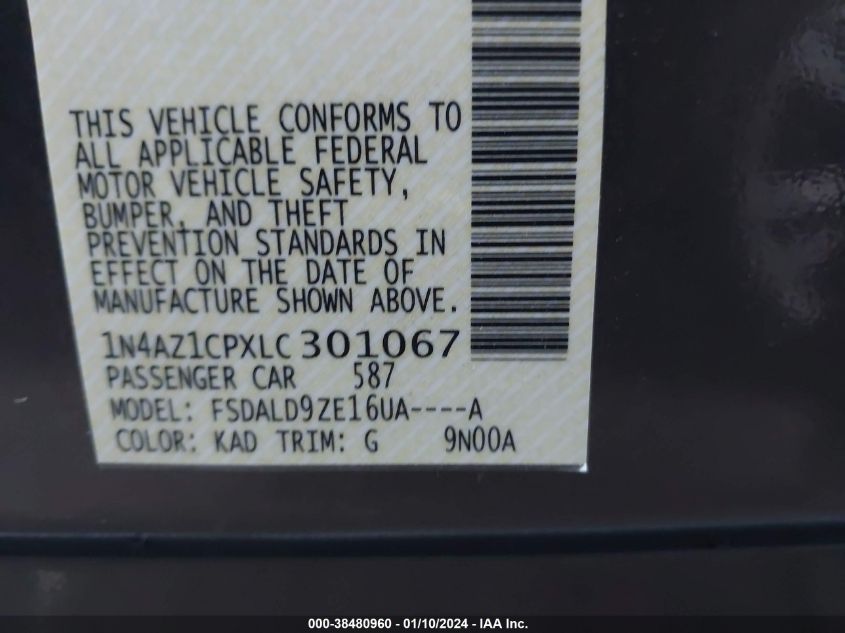 THIS VEHICLE CONFORMS TO
ALL APPLICABLE FEDERAL
MOTOR VEHICLE SAFETY,
BUMPER, AND THEFT
PREVENTION STANDARDS IN
EFFECT ON THE DATE OF
MANUFACTURE SHOWN ABOVE.
1N4AZ1CPXLC301067
PASSENGER CAR 587
MODEL: FSDALD9ZE16UA----A
COLOR: KAD TRIM: G 9N00A
000-38480960 - 01/10/2024 - IAA Inc.